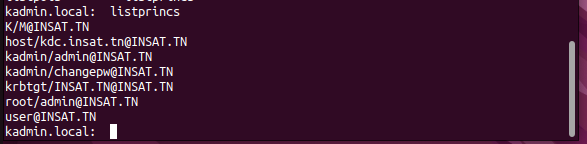 kadmin.local:  listprincs
K/M@INSAT.TN
host/kdc.insat.tn@INSAT.TN
kadmin/admin@INSAT.TN
kadmin/changepw@INSAT.TN
krbtgt/INSAT.TN@INSAT.TN
root/admin@INSAT.TN
user@INSAT.TN
kadmin.local: